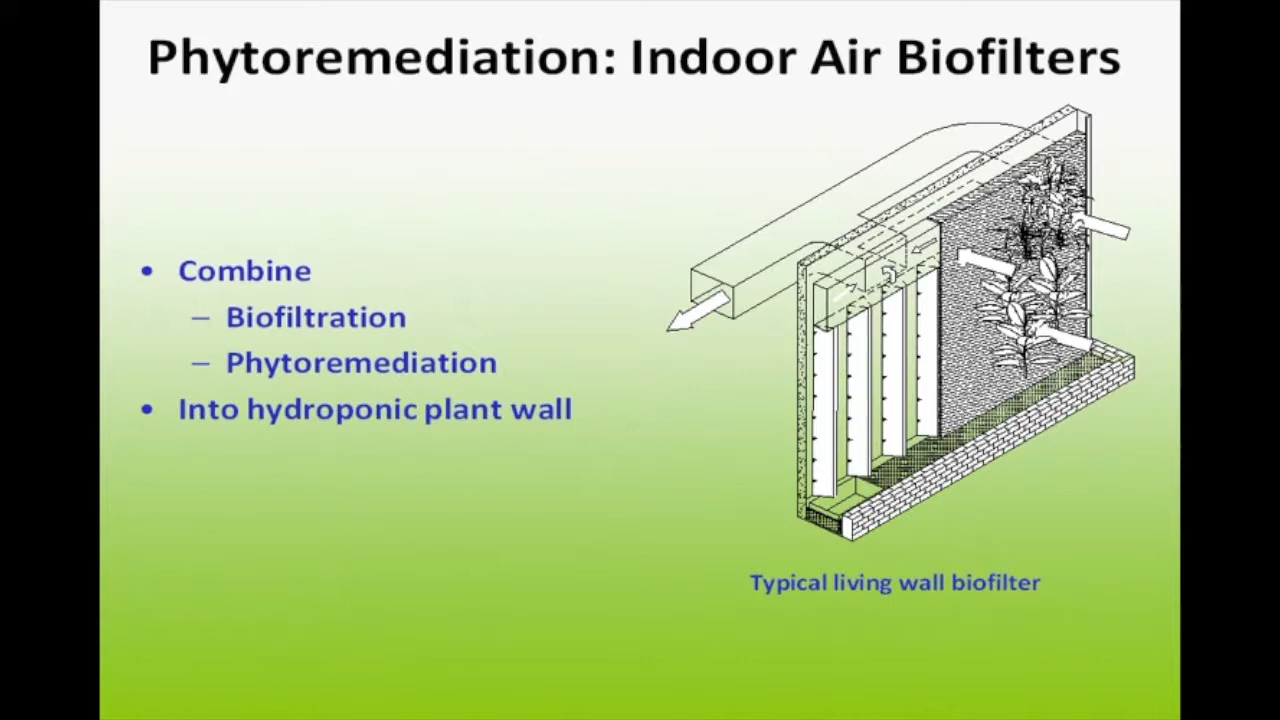 Phytoremediation: Indoor Air Biofilters
• Combine
– Biofiltration
– Phytoremediation
• Into hydroponic plant wall
Typical living wall biofilter